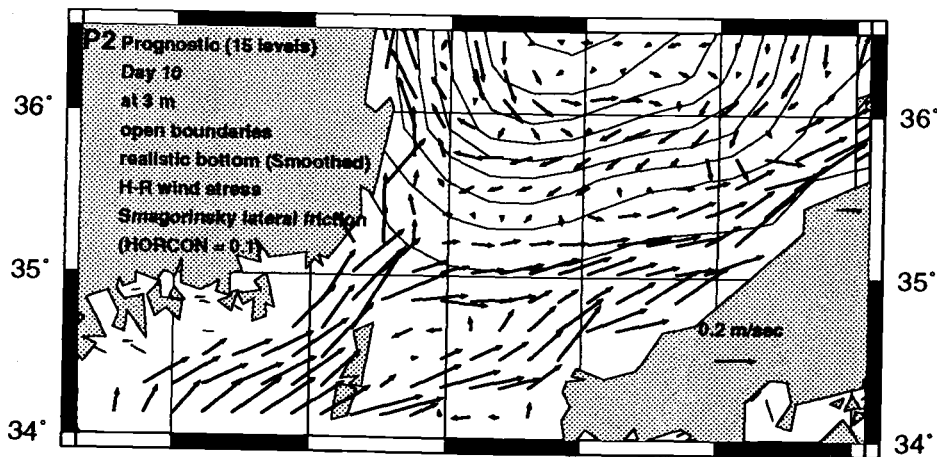 P2 Prognostic (15 levels)
Day 10
at 3 m
open boundaries
realistic bottom (Smoothed)
H-R wind stress
Smagorinsky lateral friction
(HORCON = 0.1)
36°
36°
35°
35°
0.2 m/sec
34°
34°